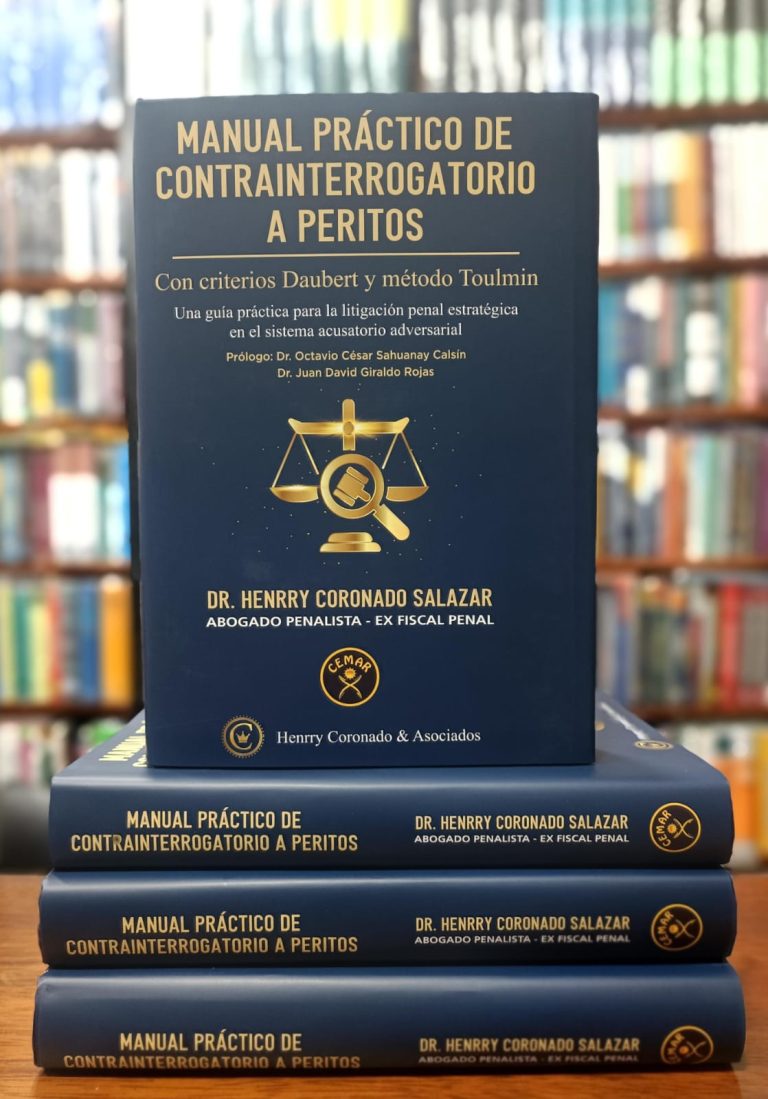 MANUAL PRÁCTICO DE
CONTRAINTERROGATORIO
A PERITOS
Con criterios Daubert y método Toulmin
Una guía práctica para la litigación penal estratégica
en el sistema acusatorio adversarial
Prólogo: Dr. Octavio César Sahuanay Calsín
Dr. Juan David Giraldo Rojas
DR. HENRRY CORONADO SALAZAR
ABOGADO PENALISTA - EX FISCAL PENAL
CEMAR
C
Henrry Coronado & Asociados
MANUAL PRÁCTICO DE
CONTRAINTERROGATORIO A PERITOS
DR. HENRRY CORONADO SALAZAR
ABOGADO PENALISTA - EX FISCAL PENAL
CEMAR
MANUAL PRÁCTICO DE
CONTRAINTERROGATORIO A PERITOS
DR. HENRRY CORONADO SALAZAR
ABOGADO PENALISTA - EX FISCAL PENAL
CEMAR
MANUAL PRÁCTICO DE
CONTRAINTERROGATORIO A PERITOS
DR. HENRRY CORONADO SALAZAR
ABOGADO PENALISTA - EX FISCAL PENAL
CEMAR